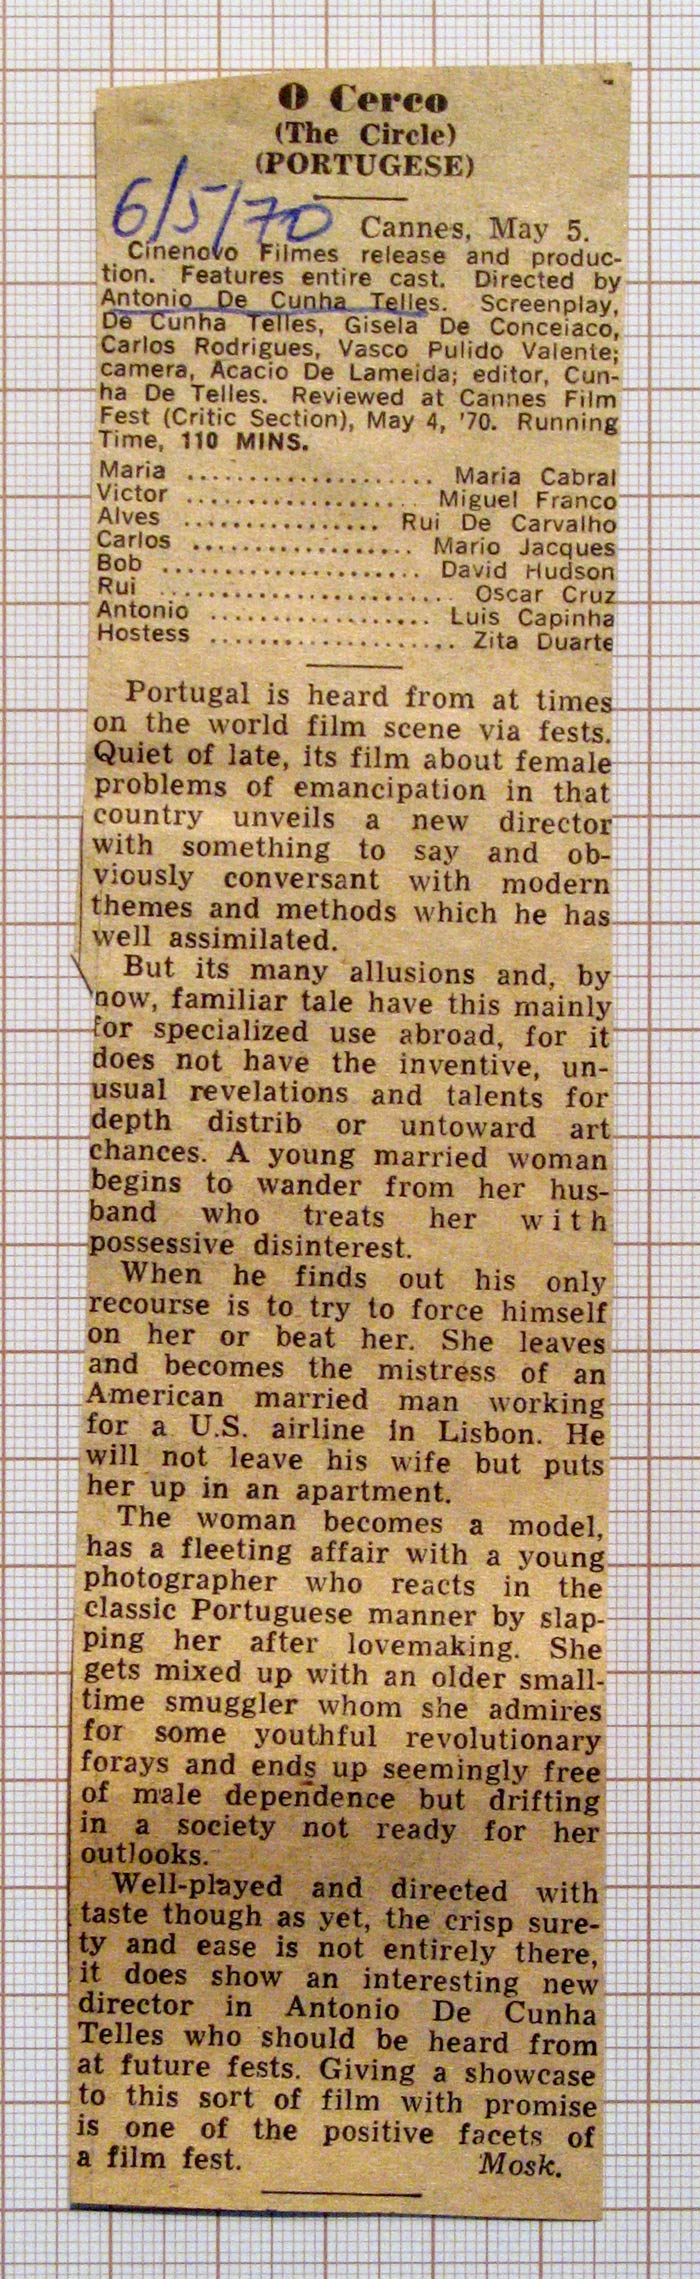 O Cerco
(The Circle)
(PORTUGESE)
6/5/70
Cannes, May 5.
Cinenovo Filmes release and produc-
tion. Features entire cast. Directed by
Antonio De Cunha Telles. Screenplay,
De Cunha Telles, Gisela De Conceiaco,
Carlos Rodrigues, Vasco Pulido Valente;
camera, Acacio De Lameida; editor, Cun-
ha De Telles. Reviewed at Cannes Film
Fest (Critic Section), May 4, '70. Running
Time, 110 MINS.
Maria ...................... Maria Cabral
Victor .................... Miguel Franco
Alves ................ Rui De Carvalho
Carlos .................. Mario Jacques
Bob ..................... David Hudson
Rui ........................ Oscar Cruz
Antonio .................. Luis Capinha
Hostess .................... Zita Duarte
Portugal is heard from at times
on the world film scene via fests.
Quiet of late, its film about female
problems of emancipation in that
country unveils a new director
with something to say and ob-
viously conversant with modern
themes and methods which he has
well assimilated.
But its many allusions and, by
now, familiar tale have this mainly
for specialized use abroad, for it
does not have the inventive, un-
usual revelations and talents for
depth distrib or untoward art
chances. A young married woman
begins to wander from her hus-
band who treats her with
possessive disinterest.
When he finds out his only
recourse is to try to force himself
on her or beat her. She leaves
and becomes the mistress of an
American married man working
for a U.S. airline in Lisbon. He
will not leave his wife but puts
her up in an apartment.
The woman becomes a model,
has a fleeting affair with a young
photographer who reacts in the
classic Portuguese manner by slap-
ping her after lovemaking. She
gets mixed up with an older small-
time smuggler whom she admires
for some youthful revolutionary
forays and ends up seemingly free
of male dependence but drifting
in a society not ready for her
outlooks.
Well-played and directed with
taste though as yet, the crisp sure-
ty and ease is not entirely there,
it does show an interesting new
director in Antonio De Cunha
Telles who should be heard from
at future fests. Giving a showcase
to this sort of film with promise
is one of the positive facets of
a film fest. Mosk.